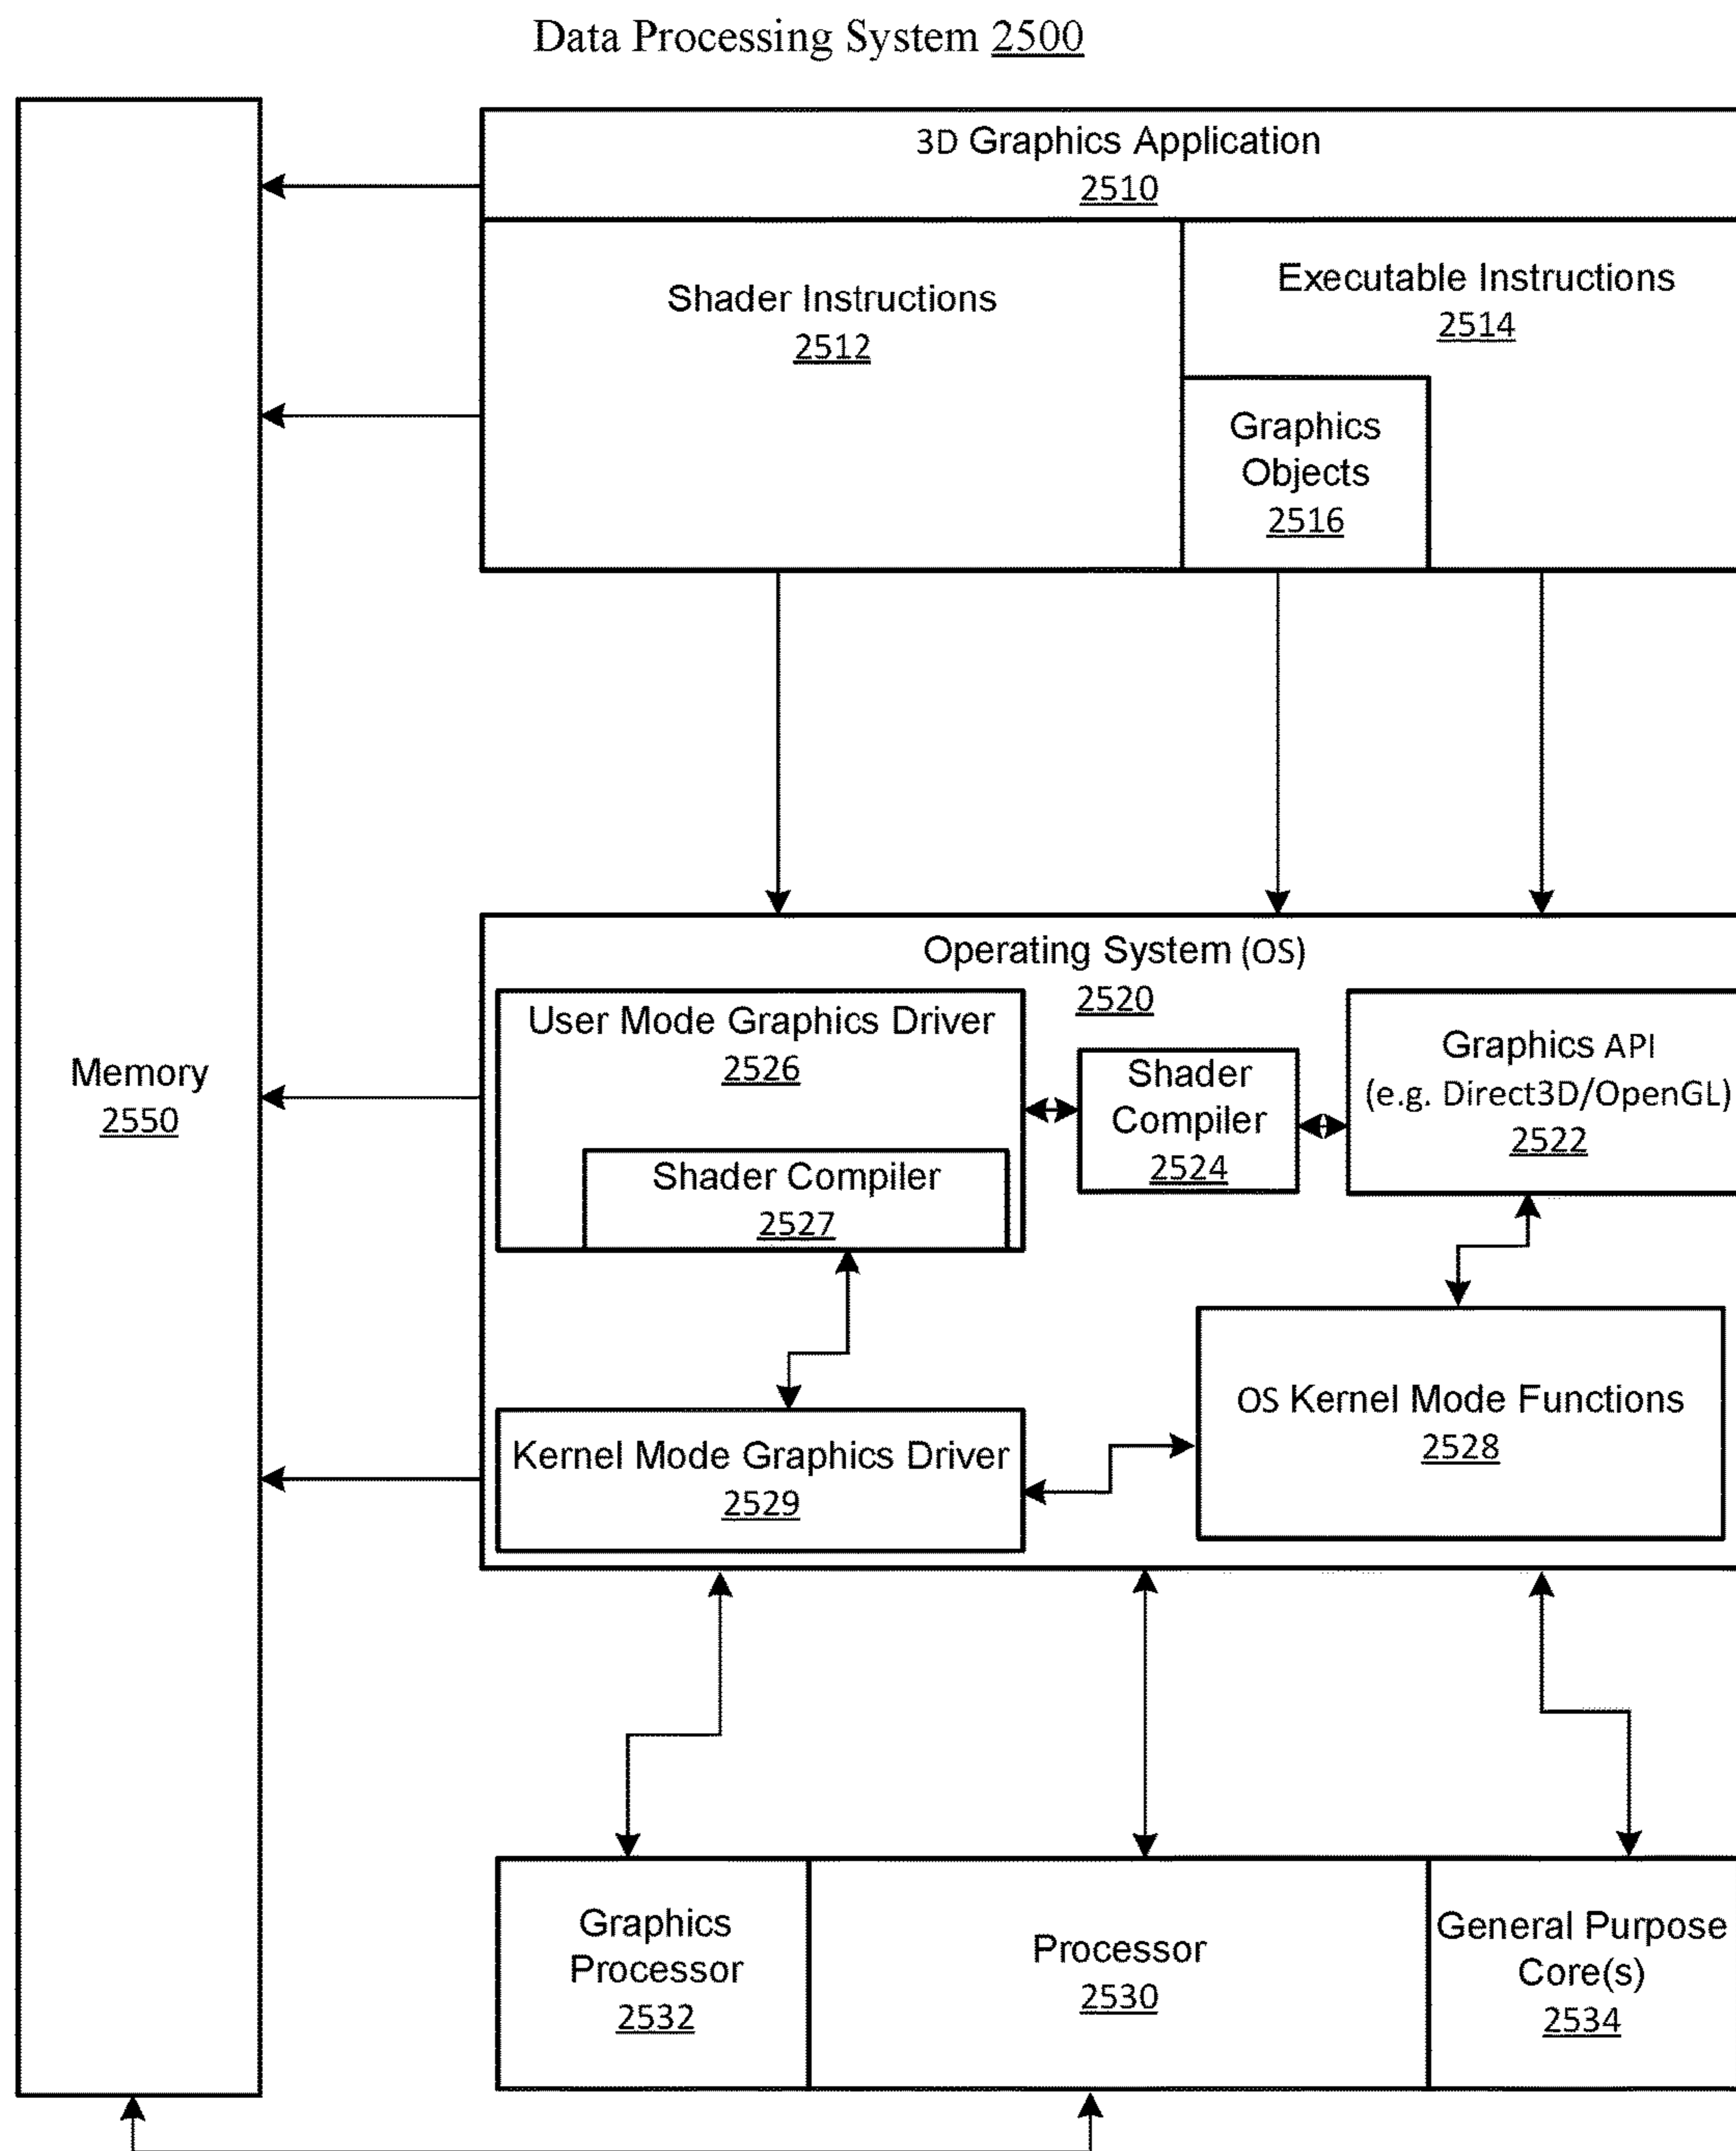 Data Processing System 2500
3D Graphics Application
2510
Shader Instructions
2512
Executable Instructions
2514
Graphics
Objects
2516
Memory
2550
Operating System (OS)
2520
User Mode Graphics Driver
2526
Shader Compiler
2527
Shader
Compiler
2524
Graphics API
(e.g. Direct3D/OpenGL)
2522
Kernel Mode Graphics Driver
2529
OS Kernel Mode Functions
2528
Graphics
Processor
2532
Processor
2530
General Purpose
Core(s)
2534